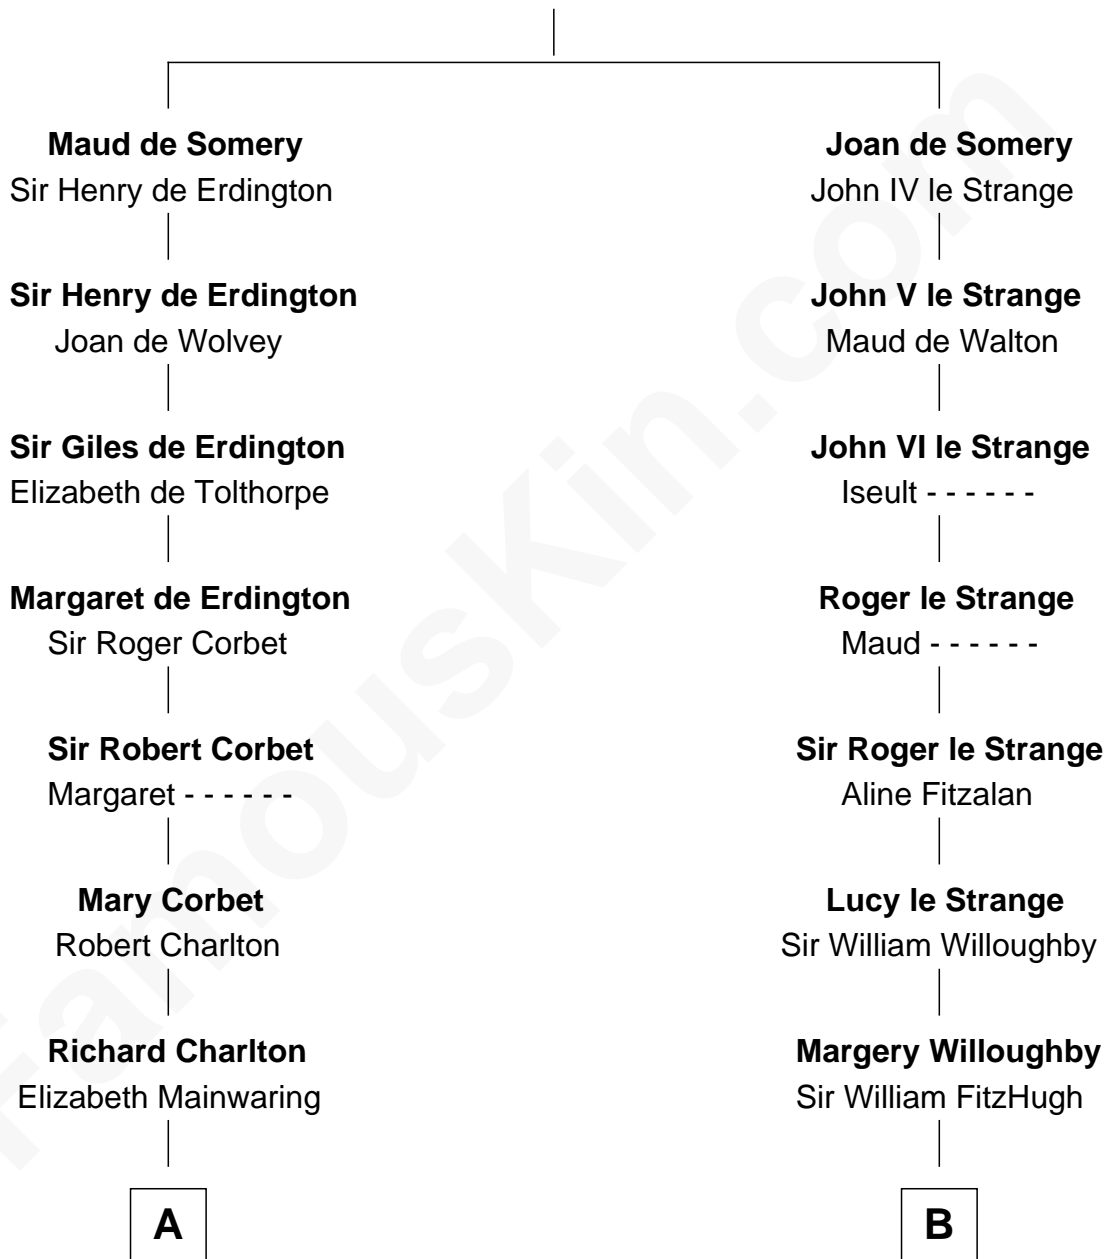 Maud de Somery
Sir Henry de Erdington
Joan de Somery
John IV le Strange
Sir Henry de Erdington
Joan de Wolvey
John V le Strange
Maud de Walton
Sir Giles de Erdington
Elizabeth de Tolthorpe
John VI le Strange
Iseult - - - - - -
Margaret de Erdington
Sir Roger Corbet
Roger le Strange
Maud - - - - - -
Sir Robert Corbet
Margaret - - - - - -
Sir Roger le Strange
Aline Fitzalan
Mary Corbet
Robert Charlton
Lucy le Strange
Sir William Willoughby
Richard Charlton
Elizabeth Mainwaring
Margery Willoughby
Sir William FitzHugh
A
B
FamousKin.com